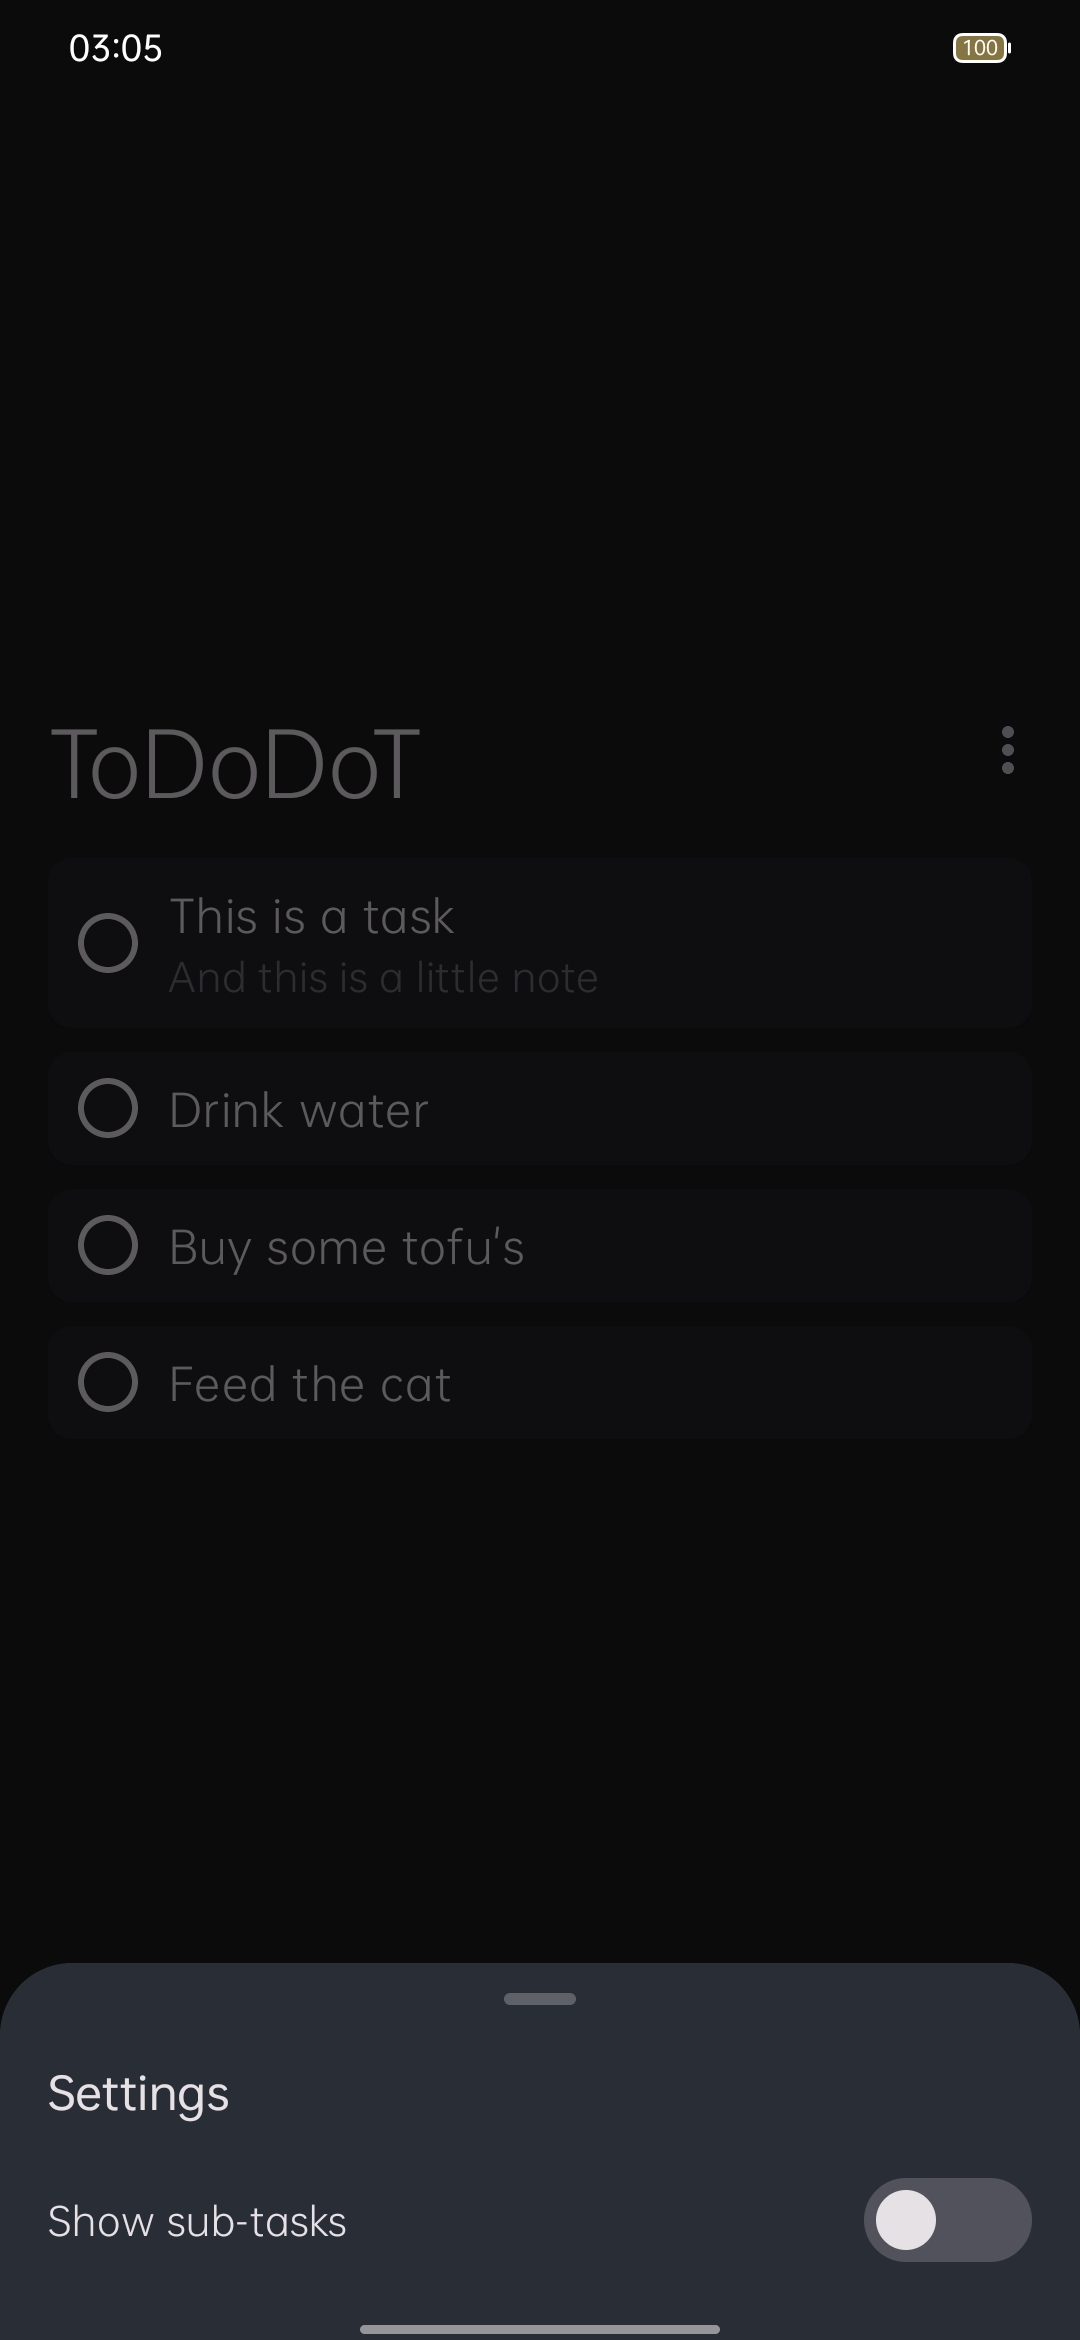 03:05
100
ToDoDoT
This is a task
And this is a little note
Drink water
Buy some tofu's
Feed the cat
Settings
Show sub-tasks